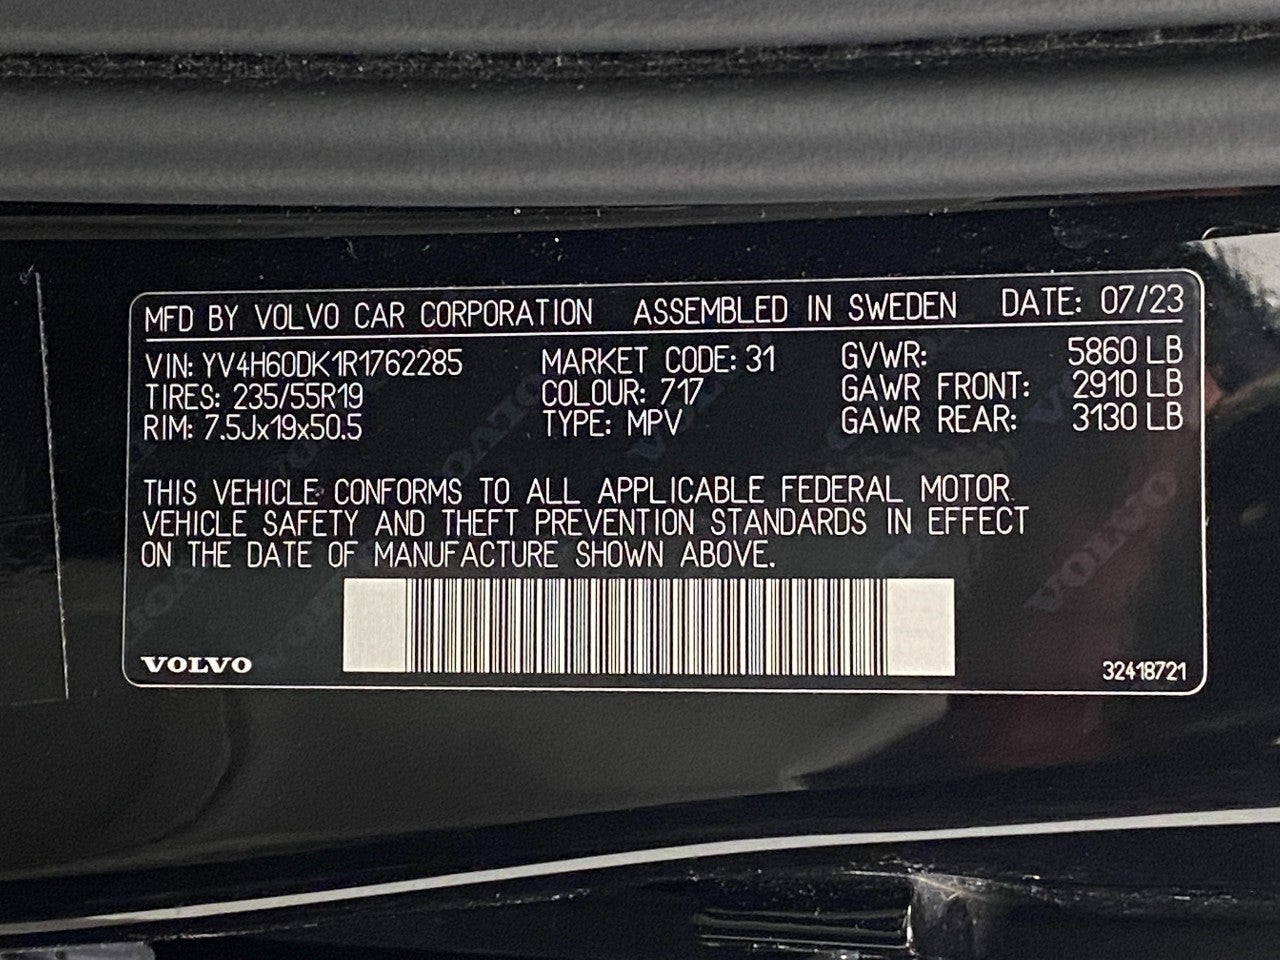 MFD BY VOLVO CAR CORPORATION ASSEMBLED IN SWEDEN DATE: 07/23
VIN: YV4H60DK1R1762285 MARKET CODE: 31 GVWR: 5860 LB
TIRES: 235/55R19 COLOUR: 717 GAWR FRONT: 2910 LB
RIM: 7.5Jx19x50.5 TYPE: MPV GAWR REAR: 3130 LB
THIS VEHICLE CONFORMS TO ALL APPLICABLE FEDERAL MOTOR
VEHICLE SAFETY AND THEFT PREVENTION STANDARDS IN EFFECT
ON THE DATE OF MANUFACTURE SHOWN ABOVE.
VOLVO 32418721